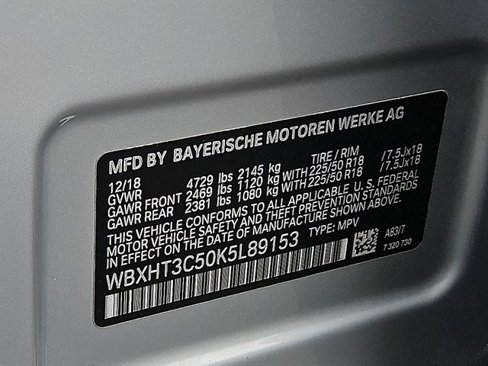 MFD BY BAYERISCHE MOTOREN WERKE AG
12/18 TIRE / RIM
GVWR 4729 lbs 2145 kg
GAWR FRONT 2469 lbs 1120 kg WITH 225/50 R18 /7.5Jx18
GAWR REAR 2381 lbs 1080 kg WITH 225/50 R18 /7.5Jx18
THIS VEHICLE CONFORMS TO ALL APPLICABLE U. S. FEDERAL
MOTOR VEHICLE SAFETY AND THEFT PREVENTION STANDARDS
IN EFFECT ON THE DATE OF MANUFACTURE SHOWN ABOVE.
WBXHT3C50K5L89153 TYPE: MPV A83/7
7 320 730